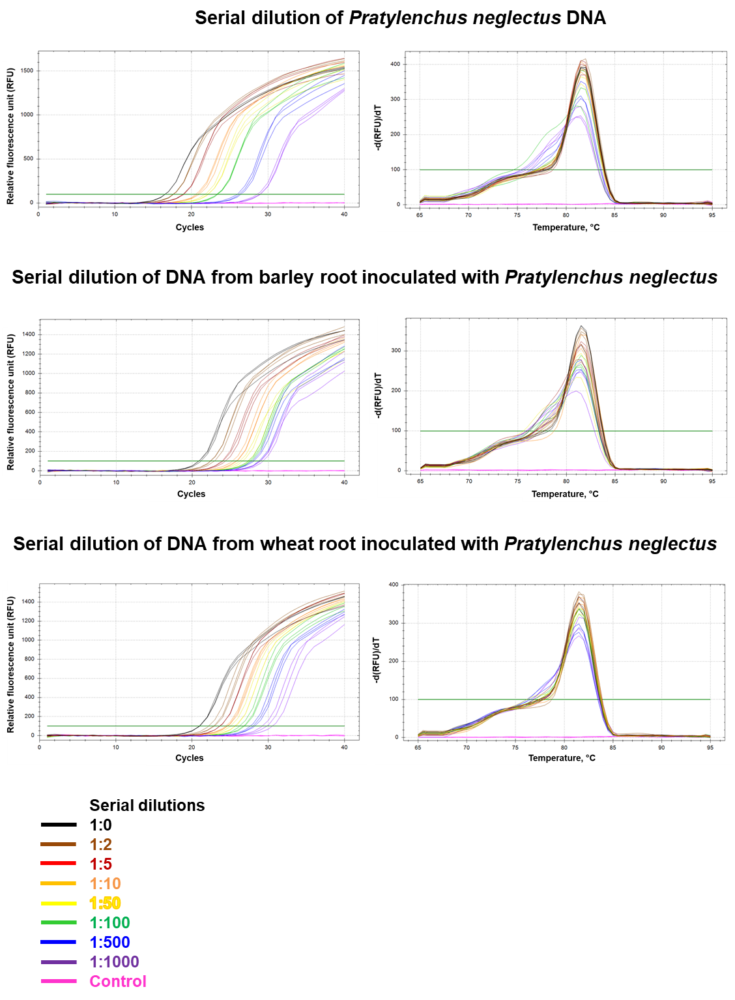 Serial dilution of Pratylenchus neglectus DNA
Relative fluorescence unit (RFU)
1500
1000
500
0
0 10 20 30 40
Cycles
-d(RFU)/dT
400
300
200
100
0
65 70 75 80 85 90 95
Temperature, °C
Serial dilution of DNA from barley root inoculated with Pratylenchus neglectus
Relative fluorescence unit (RFU)
1400
1200
1000
800
600
400
200
0
0 10 20 30 40
Cycles
-d(RFU)/dT
300
200
100
0
65 70 75 80 85 90 95
Temperature, °C
Serial dilution of DNA from wheat root inoculated with Pratylenchus neglectus
Relative fluorescence unit (RFU)
1400
1200
1000
800
600
400
200
0
0 10 20 30 40
Cycles
-d(RFU)/dT
400
300
200
100
0
65 70 75 80 85 90 95
Temperature, °C
Serial dilutions
1:0
1:2
1:5
1:10
1:50
1:100
1:500
1:1000
Control